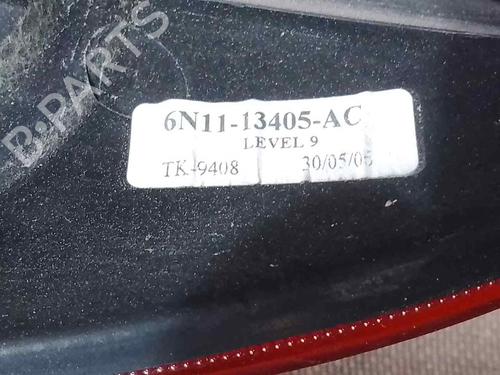 B-PARTS
6N11-13405-AC
LEVEL 9
TK-9408 30/05/06